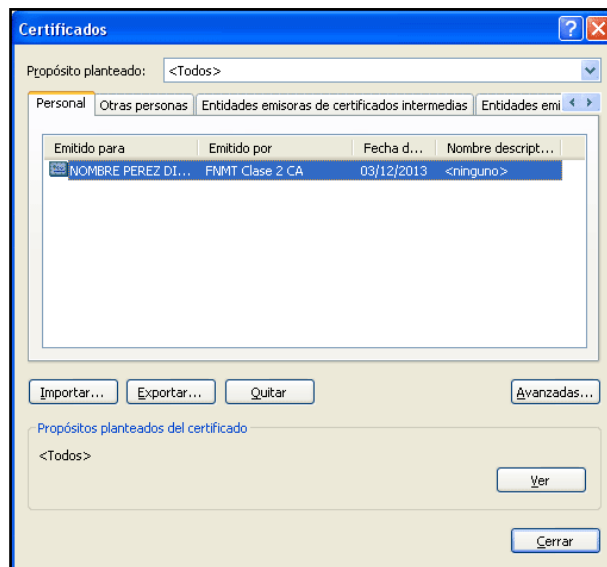 Certificados
Propósito planteado: <Todos>
Personal Otras personas Entidades emisoras de certificados intermedias Entidades emi
Emitido para Emitido por Fecha d... Nombre descript...
NOMBRE PEREZ DI... FNMT Clase 2 CA 03/12/2013 <ninguno>
Importar... Exportar... Quitar Avanzadas...
Propósitos planteados del certificado
<Todos>
Ver
Cerrar